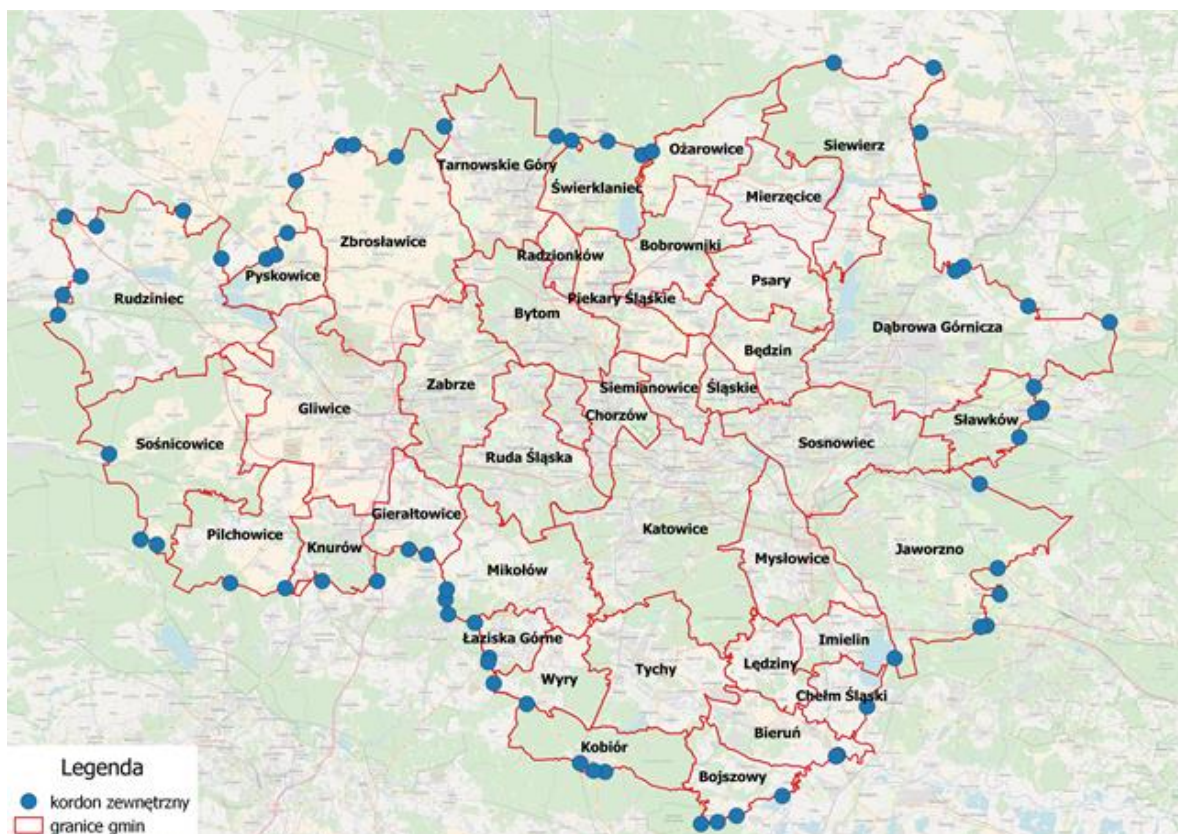 Ożarowice
Siewierz
Tarnowskie Góry
Świerklaniec
Mierzęcice
Zbrosławice
Bobrowniki
Radzionków
Pyskowice
Psary
Rudziniec
Piekary Śląskie
Bytom
Dąbrowa Górnicza
Będzin
Zabrze
Siemianowice
Śląskie
Gliwice
Chorzów
Sławków
Sośnicowice
Sosnowiec
Ruda Śląska
Gierałtowice
Katowice
Pilchowice
Knurów
Mysłowice
Jaworzno
Mikołów
Łaziska Górne
Imielin
Lędziny
Tychy
Wyry
Chełm Śląski
Bieruń
Kobiór
Bojszowy
Legenda
kordon zewnętrzny
granice gmin